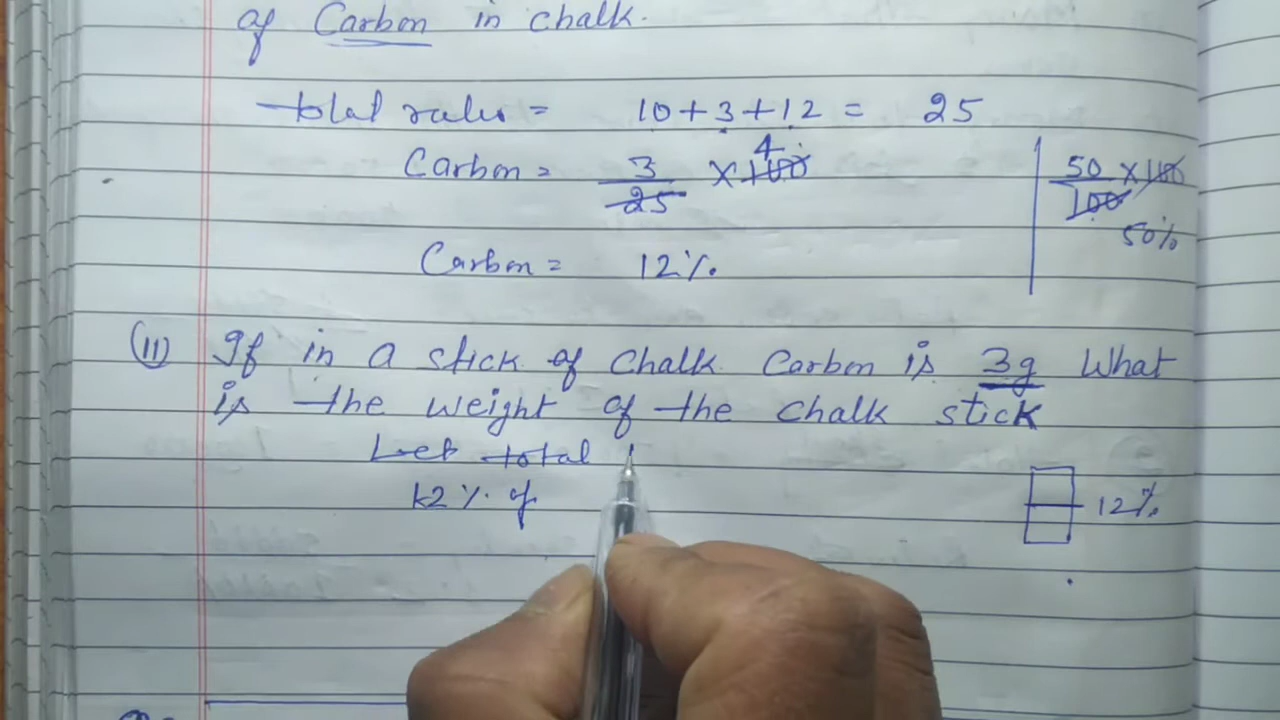 of Carbon in chalk.
total ratio = 10+3+12 = 25
Carbon = 3/25 × 100 4
50/100 × 100
50%
Carbon = 12%.
(II) If in a stick of Chalk Carbon is 3g What
is the weight of the chalk stick
Let total
12% of
12%